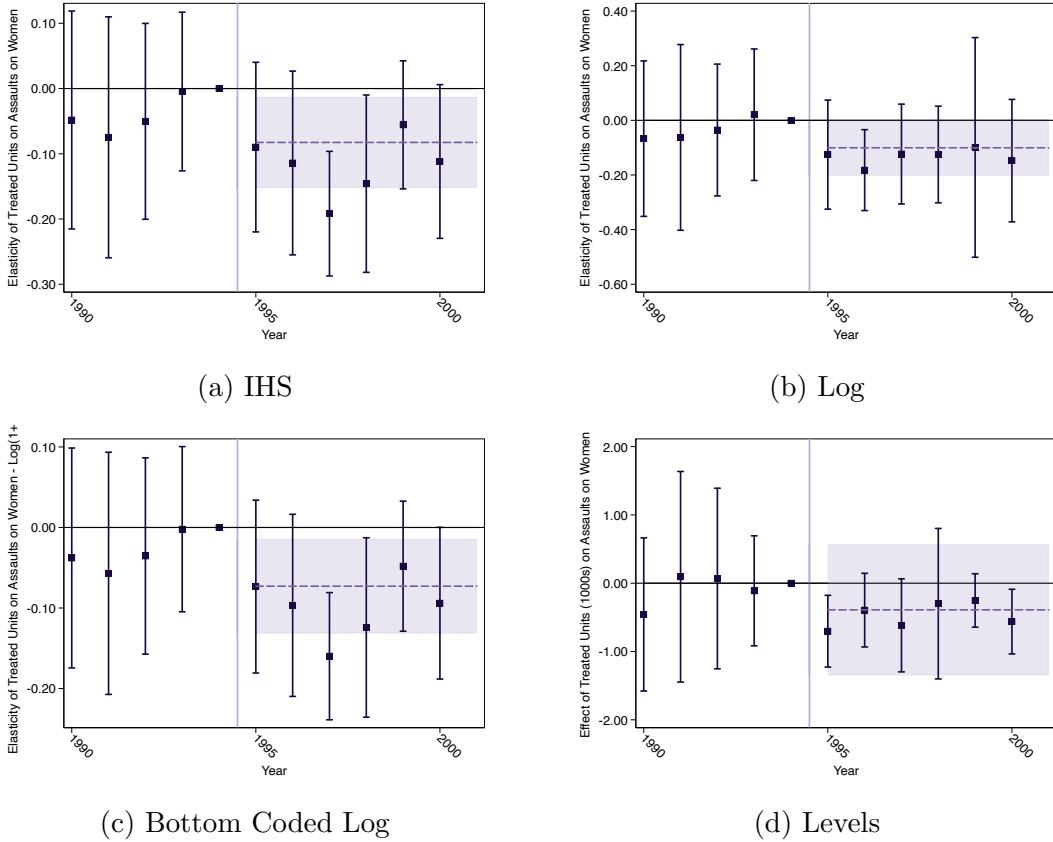 Elasticity of Treated Units on Assaults on Women
0.10
0.00
-0.10
-0.20
-0.30
1990
1995
2000
Year
(a) IHS
Elasticity of Treated Units on Assaults on Women
0.40
0.20
0.00
-0.20
-0.40
-0.60
1990
1995
2000
Year
(b) Log
Elasticity of Treated Units on Assaults on Women - Log(1+
0.10
0.00
-0.10
-0.20
1990
1995
2000
Year
(c) Bottom Coded Log
Effect of Treated Units (1000s) on Assaults on Women
2.00
1.00
0.00
-1.00
-2.00
1990
1995
2000
Year
(d) Levels